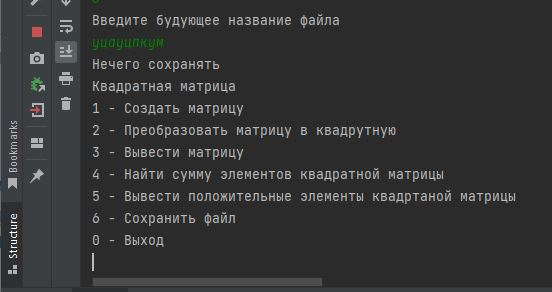 Введите будующее название файла
уцауцпкум
Нечего сохранять
Квадратная матрица
1 - Создать матрицу
2 - Преобразовать матрицу в квадрутную
3 - Вывести матрицу
4 - Найти сумму элементов квадратной матрицы
5 - Вывести положительные элементы квадртаной матрицы
6 - Сохранить файл
0 - Выход
Bookmarks
Structure